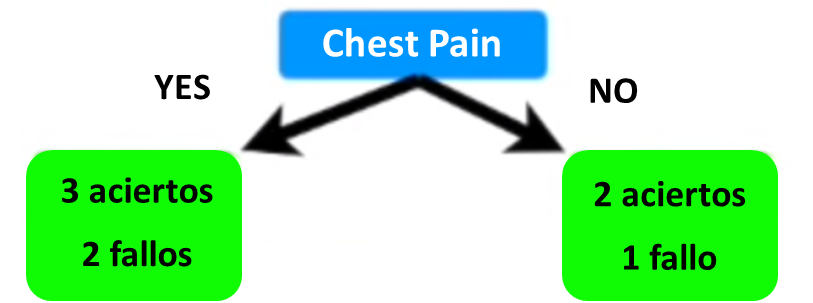 Chest Pain
YES
NO
3 aciertos
2 fallos
2 aciertos
1 fallo